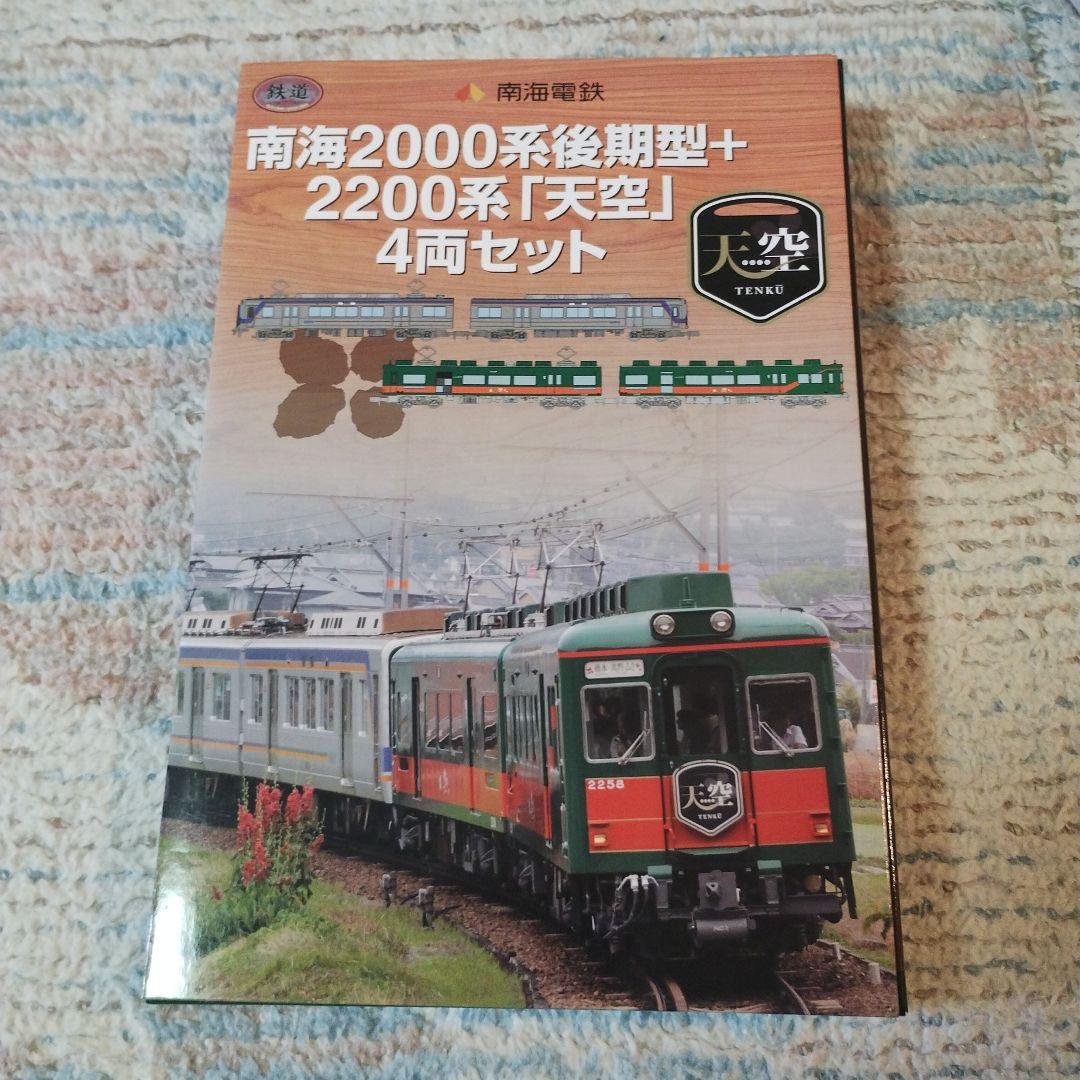 鉄道
南海電鉄
南海2000系後期型+
2200系「天空」
4両セット
天空
TENKŪ
2258
天空
TENKŪ